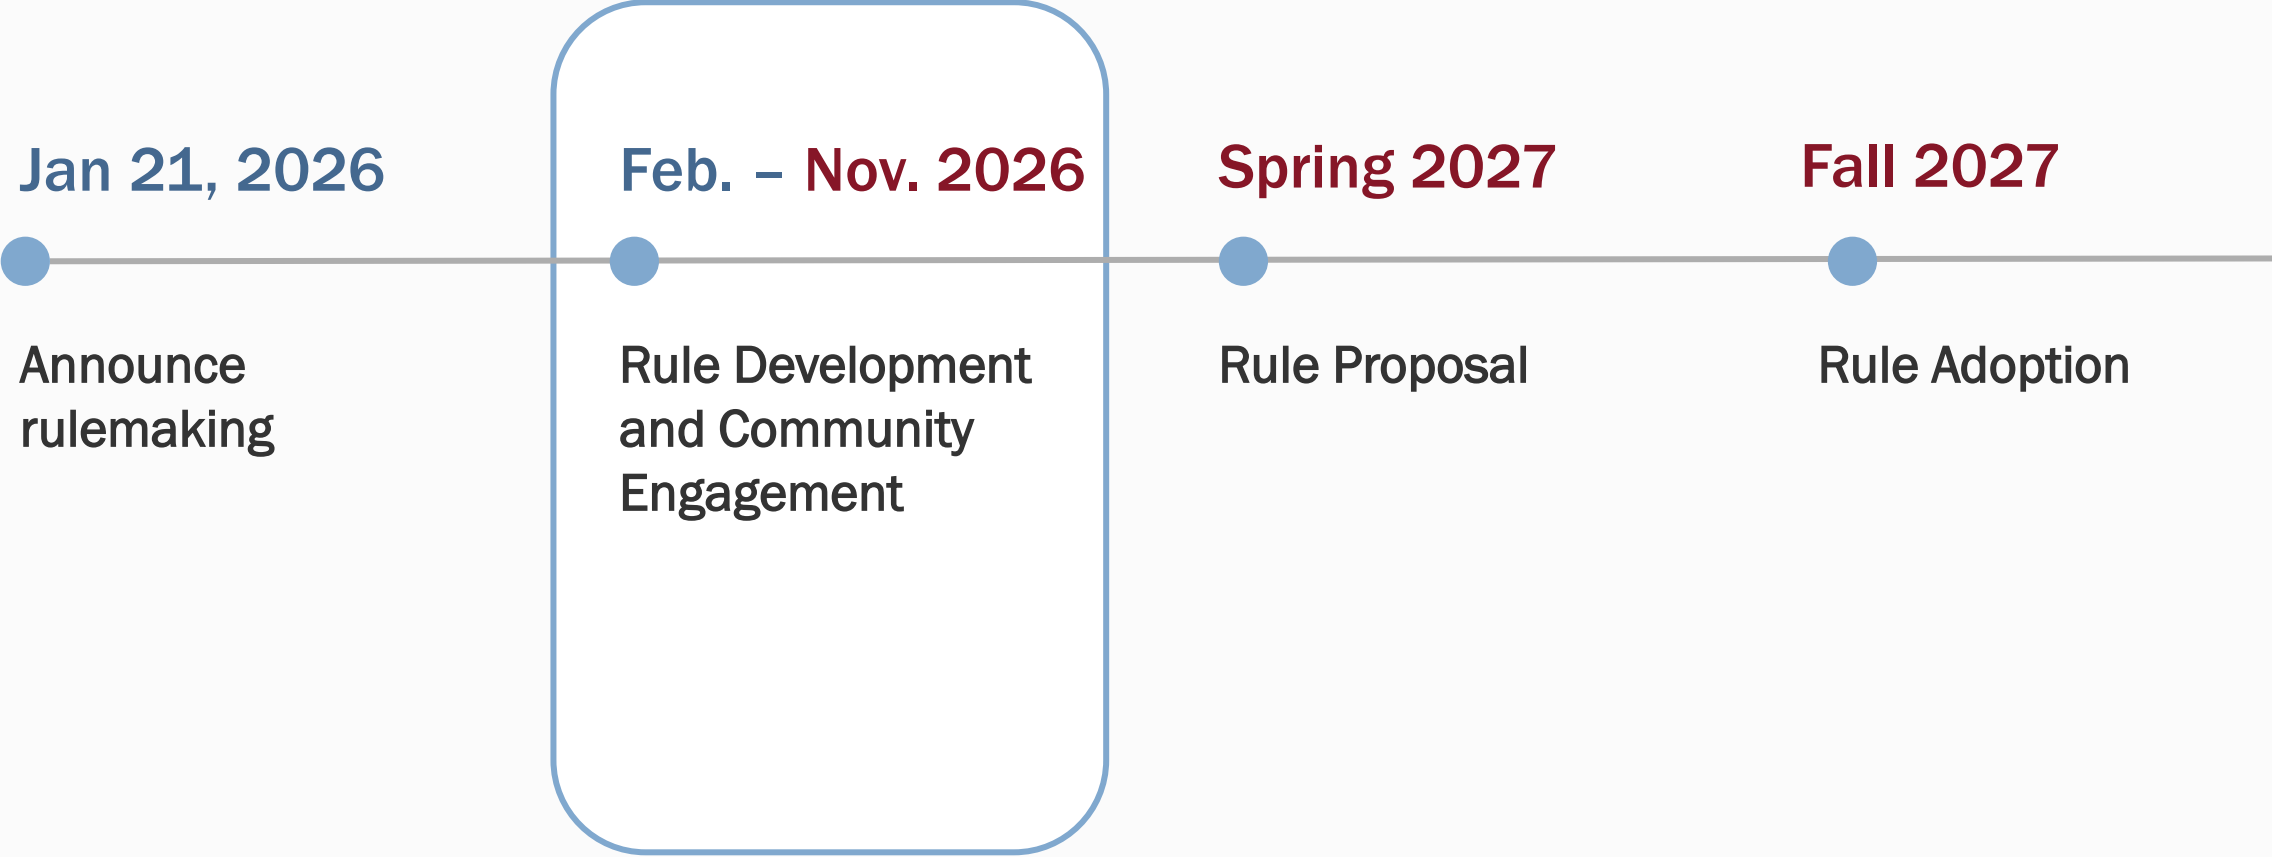 Jan 21, 2026
Feb. – Nov. 2026
Spring 2027
Fall 2027
Announce
rulemaking
Rule Development
and Community
Engagement
Rule Proposal
Rule Adoption